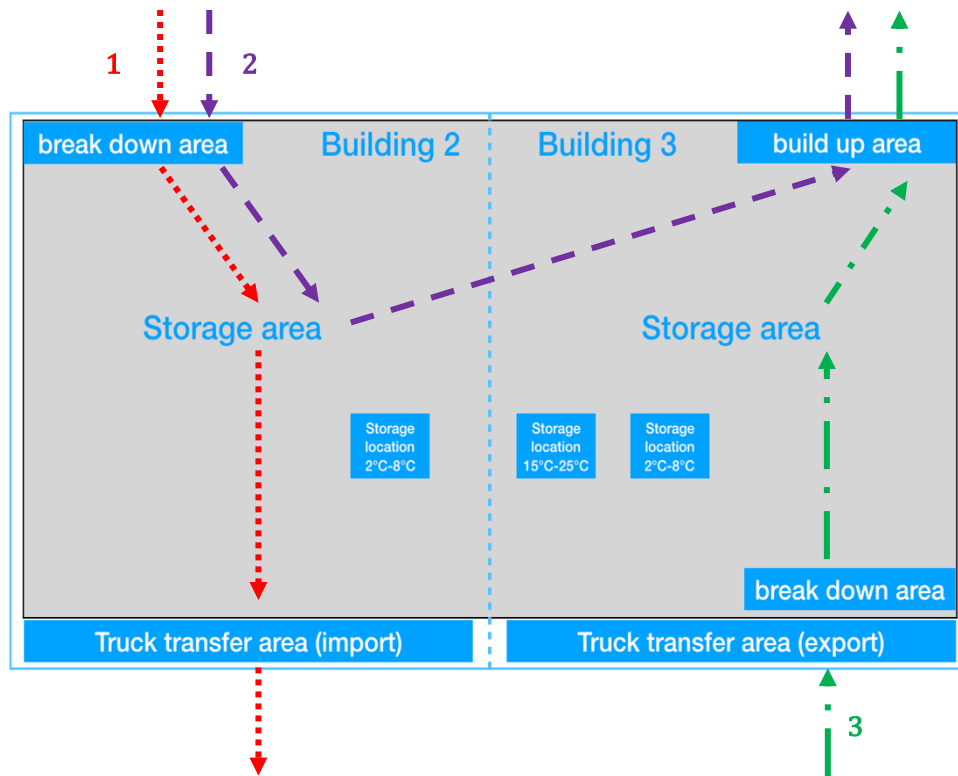 1
2
break down area
Building 2
Building 3
build up area
Storage area
Storage area
Storage
location
2°C-8°C
Storage
location
15°C-25°C
Storage
location
2°C-8°C
break down area
Truck transfer area (import)
Truck transfer area (export)
3